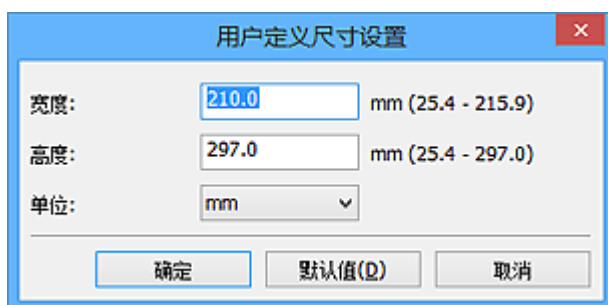 用户定义尺寸设置
宽度: 210.0 mm (25.4 - 215.9)
高度: 297.0 mm (25.4 - 297.0)
单位: mm
确定 默认值(D) 取消